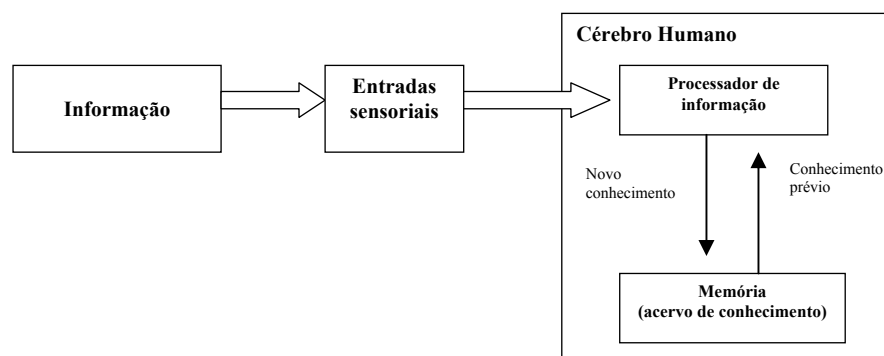 Cérebro Humano
Informação
Entradas
sensoriais
Processador de
informação
Novo
conhecimento
Conhecimento
prévio
Memória
(acervo de conhecimento)